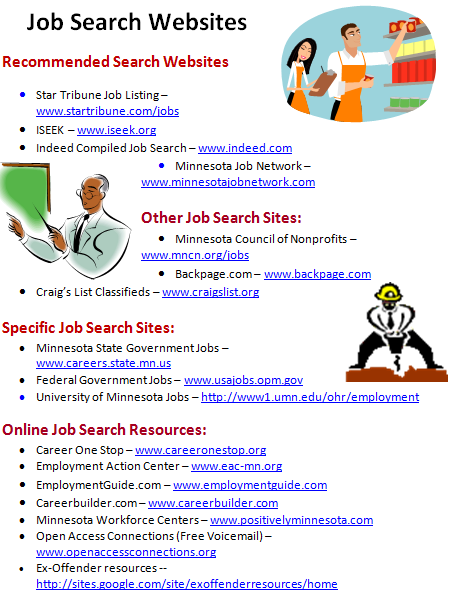 Job Search Websites
Recommended Search Websites
• Star Tribune Job Listing –
www.startribune.com/jobs
• ISEEK – www.iseek.org
• Indeed Compiled Job Search – www.indeed.com
• Minnesota Job Network –
www.minnesotajobnetwork.com
Other Job Search Sites:
• Minnesota Council of Nonprofits –
www.mncn.org/jobs
• Backpage.com – www.backpage.com
• Craig's List Classifieds – www.craigslist.org
Specific Job Search Sites:
• Minnesota State Government Jobs –
www.careers.state.mn.us
• Federal Government Jobs – www.usajobs.opm.gov
• University of Minnesota Jobs – http://www1.umn.edu/ohr/employment
Online Job Search Resources:
• Career One Stop – www.careeronestop.org
• Employment Action Center – www.eac-mn.org
• EmploymentGuide.com – www.employmentguide.com
• Careerbuilder.com – www.careerbuilder.com
• Minnesota Workforce Centers – www.positivelyminnesota.com
• Open Access Connections (Free Voicemail) –
www.openaccessconnections.org
• Ex-Offender resources --
http://sites.google.com/site/exoffenderresources/home